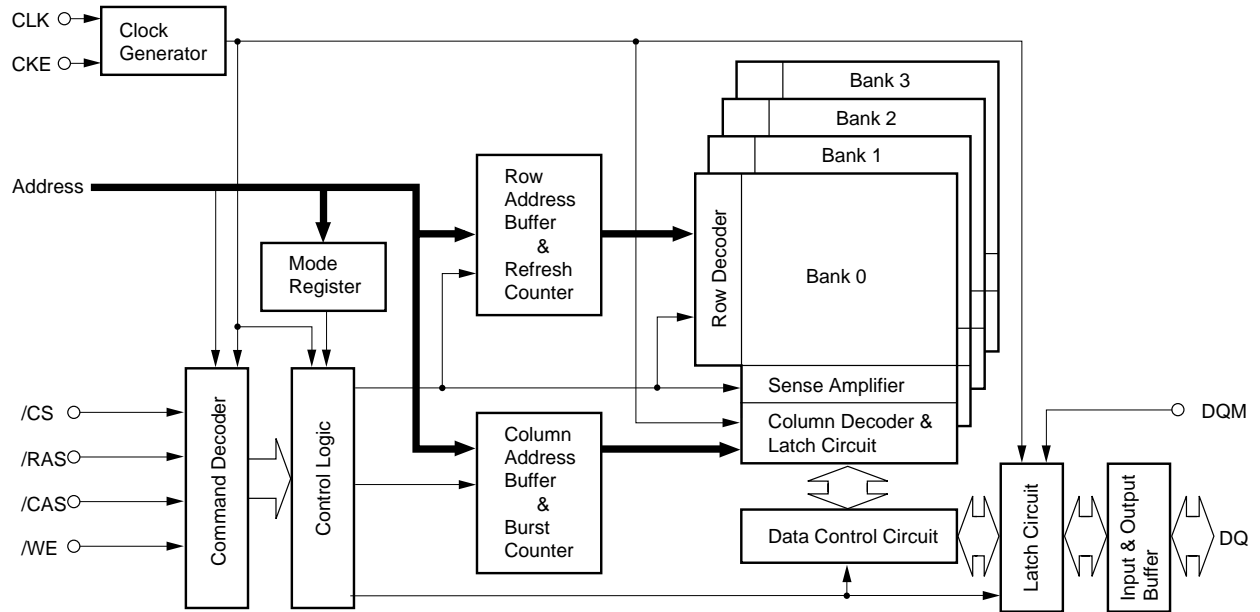 CLK
CKE
Clock
Generator
Bank 3
Bank 2
Bank 1
Address
Row
Address
Buffer
&
Refresh
Counter
Row Decoder
Bank 0
Mode
Register
Sense Amplifier
Column Decoder &
Latch Circuit
/CS
/RAS
/CAS
/WE
Command Decoder
Control Logic
Column
Address
Buffer
&
Burst
Counter
Data Control Circuit
DQM
Latch Circuit
Input & Output
Buffer
DQ